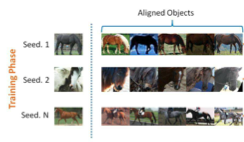 Aligned Objects
Training Phase
Seed. 1
Seed. 2
Seed. N